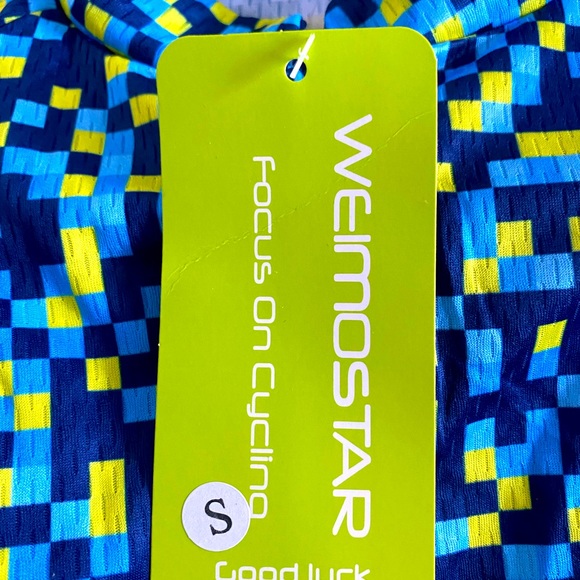 WEIMOSTAR
Focus On Cycling
S
Good luck